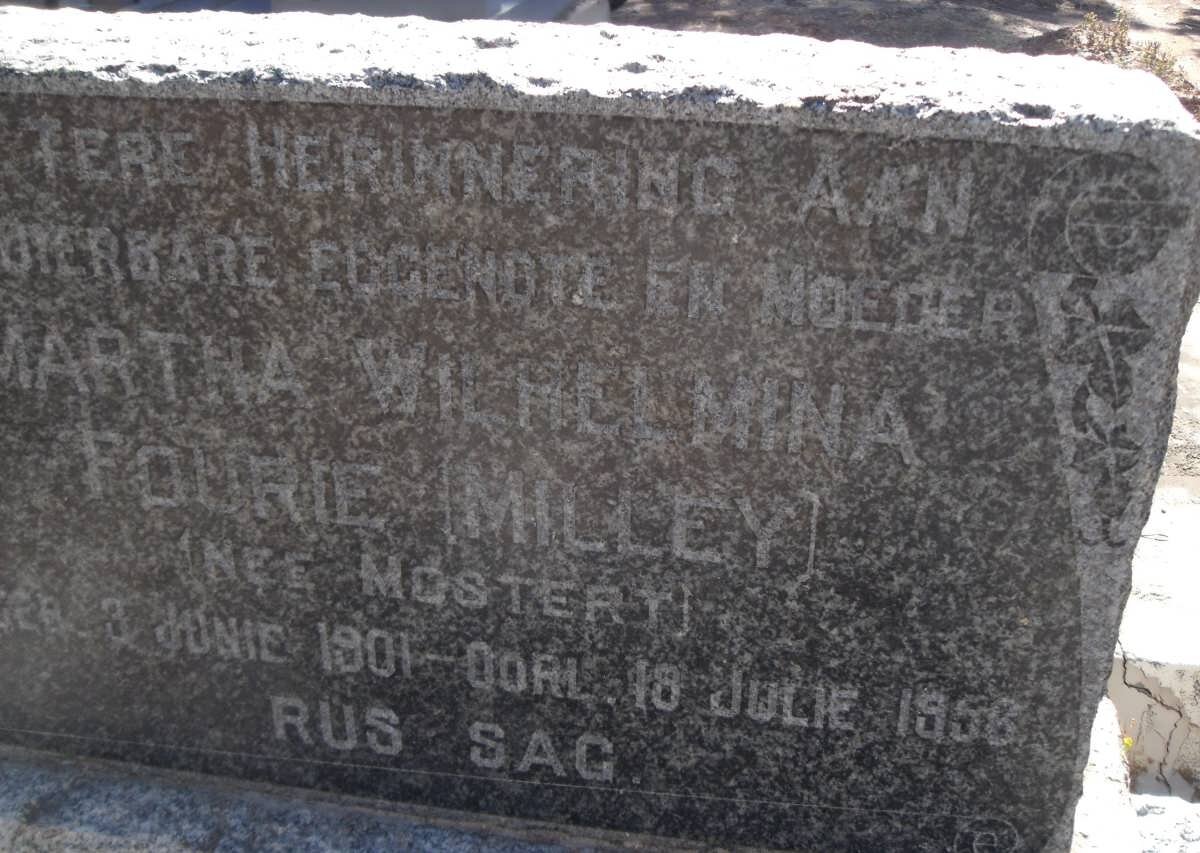 TERE HERINNERING AAN
EGGENOTE EN MOEDER
MARTHA WILHELMINA
FOURIE (MILLEY)
(NEE MOSTERT)
3 JUNIE 1901 – OORL. 18 JULIE
RUS SAG.